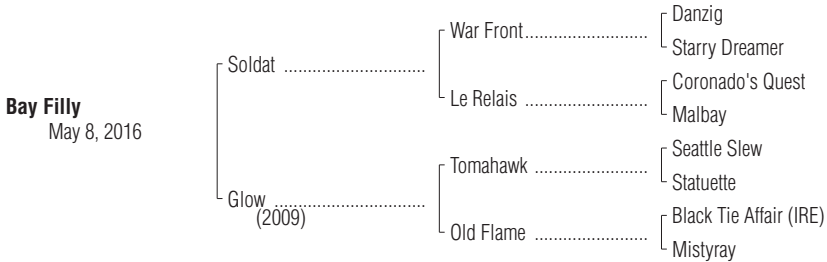 Danzig
War Front..............................
Starry Dreamer
Soldat ..................................
Coronado's Quest
Le Relais ..............................
Malbay
Bay Filly
May 8, 2016
Seattle Slew
Tomahawk ............................
Statuette
Glow ....................................
(2009)
Black Tie Affair (IRE)
Old Flame ............................
Mistyray